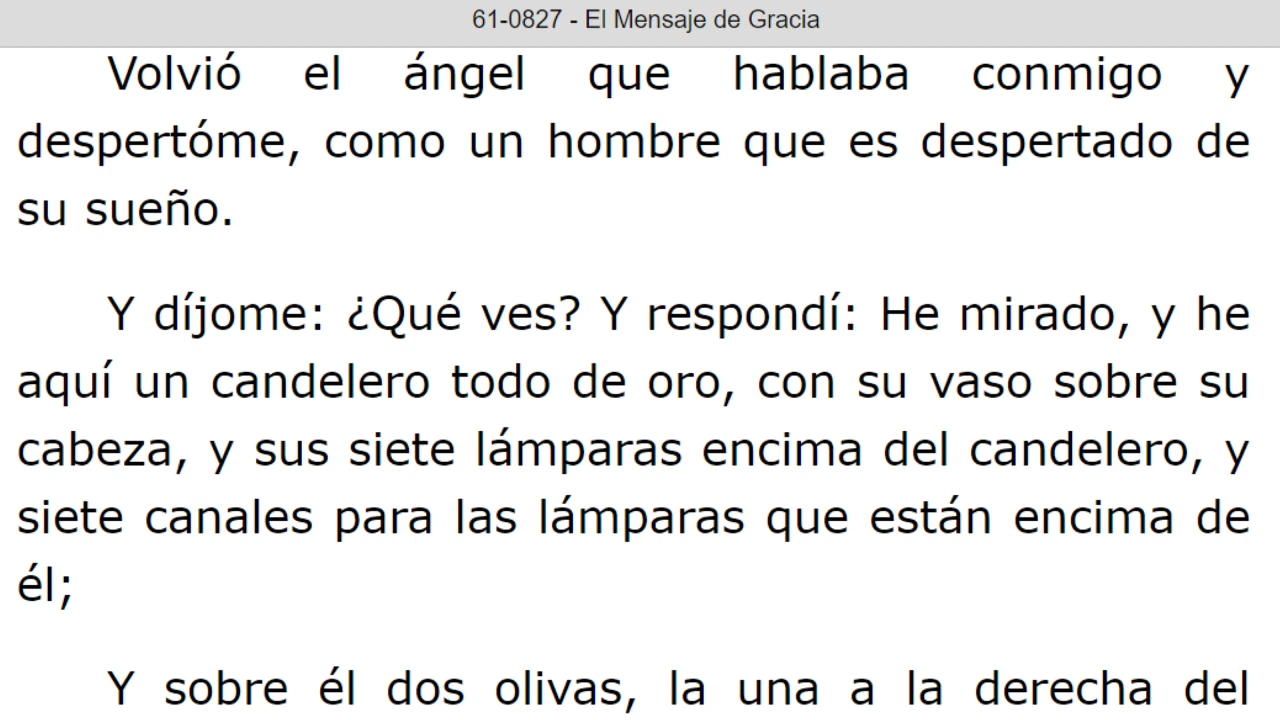 61-0827 - El Mensaje de Gracia
Volvió el ángel que hablaba conmigo y
despertóme, como un hombre que es despertado de
su sueño.
Y díjome: ¿Qué ves? Y respondí: He mirado, y he
aquí un candelero todo de oro, con su vaso sobre su
cabeza, y sus siete lámparas encima del candelero, y
siete canales para las lámparas que están encima de
él;
Y sobre él dos olivas, la una a la derecha del